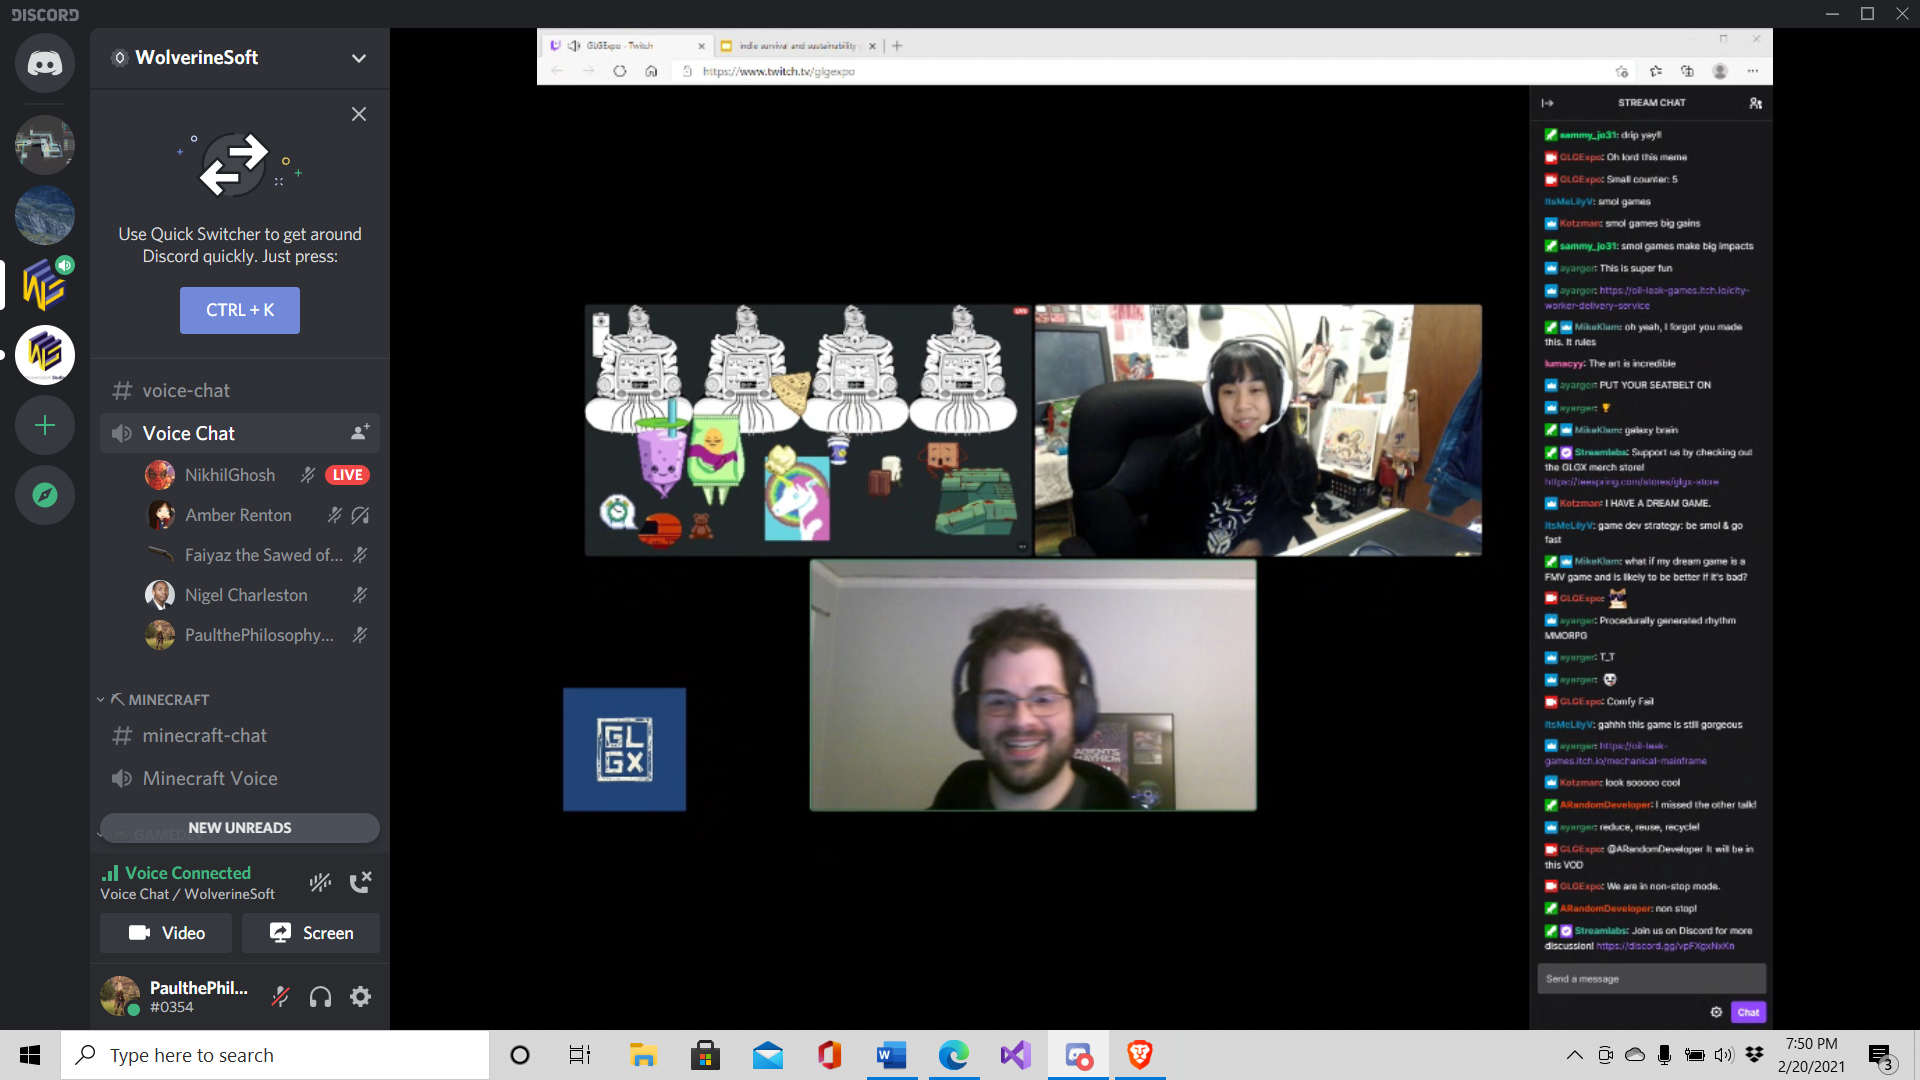 DISCORD
WolverineSoft
Use Quick Switcher to get around
Discord quickly. Just press:
CTRL + K
voice-chat
Voice Chat
NikhilGhosh
LIVE
Amber Renton
Faiyaz the Sawed of...
Nigel Charleston
PaulthePhilosophy...
MINECRAFT
minecraft-chat
Minecraft Voice
NEW UNREADS
Voice Connected
Voice Chat / WolverineSoft
Video
Screen
PaulthePhil...
#0354
GLGExpo - Twitch
indie survival and sustainability
https://www.twitch.tv/glgexpo
LIVE
GL
GX
AGENTS
MAYHEM
STREAM CHAT
sammy_jo31: drip yay!!
GLGExpo: Oh lord this meme
GLGExpo: Small counter: 5
ItsMeLilyV: smol games
Kotzman: smol games big gains
sammy_jo31: smol games make big impacts
ayarger: This is super fun
ayarger: https://oil-leak-games.itch.io/city-
worker-delivery-service
MikeKlam: oh yeah, I forgot you made
this. It rules
lumacyy: The art is incredible
ayarger: PUT YOUR SEATBELT ON
ayarger:
MikeKlam: galaxy brain
Streamlabs: Support us by checking out
the GLGX merch store!
https://teespring.com/stores/glgx-store
Kotzman: I HAVE A DREAM GAME.
ItsMeLilyV: game dev strategy: be smol & go
fast
MikeKlam: what if my dream game is a
FMV game and is likely to be better if it's bad?
GLGExpo:
ayarger: Procedurally generated rhythm
MMORPG
ayarger: T_T
ayarger:
GLGExpo: Comfy Fail
ItsMeLilyV: gahhh this game is still gorgeous
ayarger: https://oil-leak-
games.itch.io/mechanical-mainframe
Kotzman: look sooooo cool
ARandomDeveloper: I missed the other talk!
ayarger: reduce, reuse, recycle!
GLGExpo: @ARandomDeveloper It will be in
this VOD
GLGExpo: We are in non-stop mode.
ARandomDeveloper: non stop!
Streamlabs: Join us on Discord for more
discussion! https://discord.gg/vpFXgxNxKn
Send a message
Chat
Type here to search
7:50 PM
2/20/2021
3